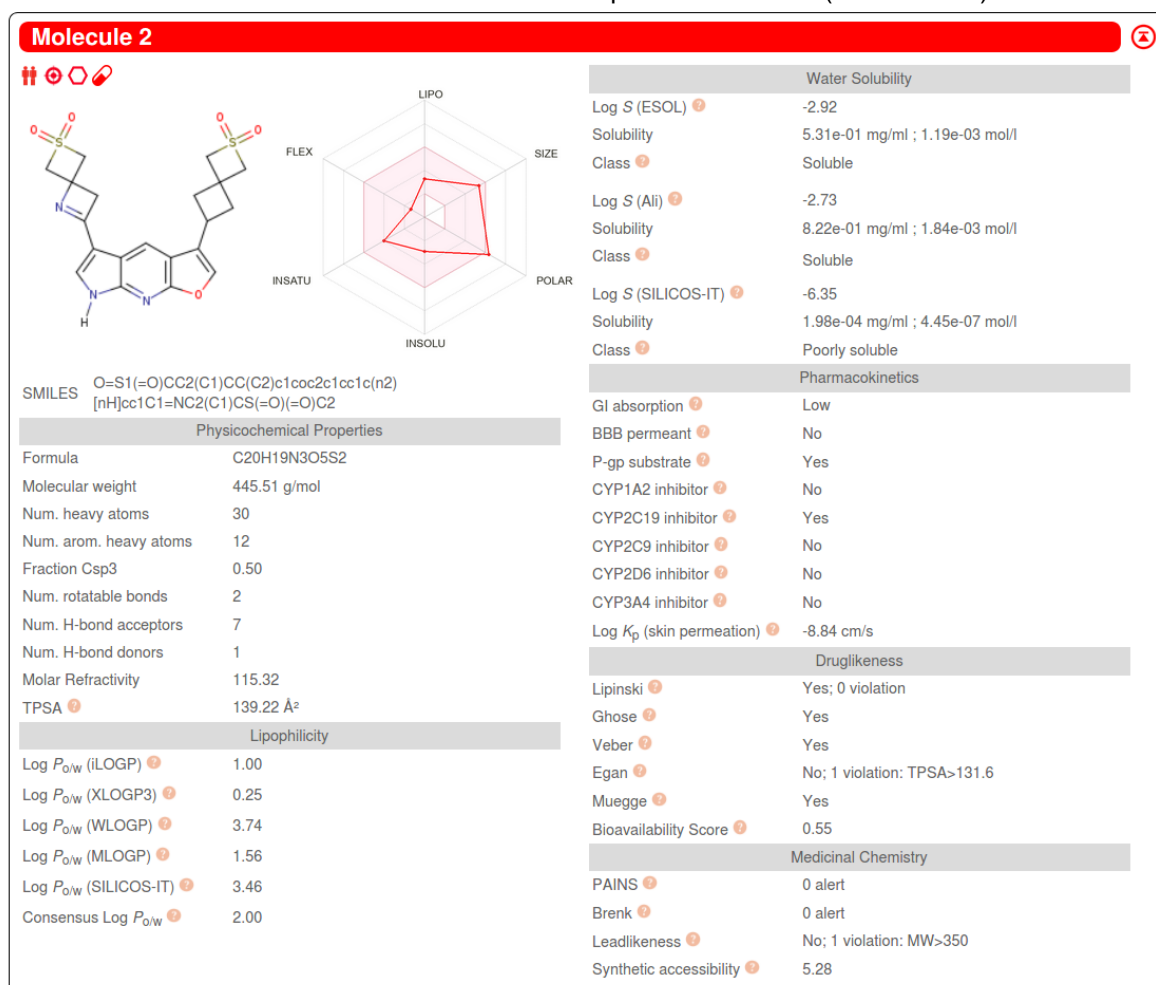 Molecule 2
O
O
S
N
N
H
N
O
O
O
S
LIPO
SIZE
POLAR
INSOLU
INSATU
FLEX
SMILES O=S1(=O)CC2(C1)CC(C2)c1coc2c1cc1c(n2)
[nH]cc1C1=NC2(C1)CS(=O)(=O)C2
Physicochemical Properties
Formula C20H19N3O5S2
Molecular weight 445.51 g/mol
Num. heavy atoms 30
Num. arom. heavy atoms 12
Fraction Csp3 0.50
Num. rotatable bonds 2
Num. H-bond acceptors 7
Num. H-bond donors 1
Molar Refractivity 115.32
TPSA ? 139.22 Å²
Lipophilicity
Log Po/w (iLOGP) ? 1.00
Log Po/w (XLOGP3) ? 0.25
Log Po/w (WLOGP) ? 3.74
Log Po/w (MLOGP) ? 1.56
Log Po/w (SILICOS-IT) ? 3.46
Consensus Log Po/w ? 2.00
Water Solubility
Log S (ESOL) ? -2.92
Solubility 5.31e-01 mg/ml ; 1.19e-03 mol/l
Class ? Soluble
Log S (Ali) ? -2.73
Solubility 8.22e-01 mg/ml ; 1.84e-03 mol/l
Class ? Soluble
Log S (SILICOS-IT) ? -6.35
Solubility 1.98e-04 mg/ml ; 4.45e-07 mol/l
Class ? Poorly soluble
Pharmacokinetics
GI absorption ? Low
BBB permeant ? No
P-gp substrate ? Yes
CYP1A2 inhibitor ? No
CYP2C19 inhibitor ? Yes
CYP2C9 inhibitor ? No
CYP2D6 inhibitor ? No
CYP3A4 inhibitor ? No
Log Kp (skin permeation) ? -8.84 cm/s
Druglikeness
Lipinski ? Yes; 0 violation
Ghose ? Yes
Veber ? Yes
Egan ? No; 1 violation: TPSA>131.6
Muegge ? Yes
Bioavailability Score ? 0.55
Medicinal Chemistry
PAINS ? 0 alert
Brenk ? 0 alert
Leadlikeness ? No; 1 violation: MW>350
Synthetic accessibility ? 5.28